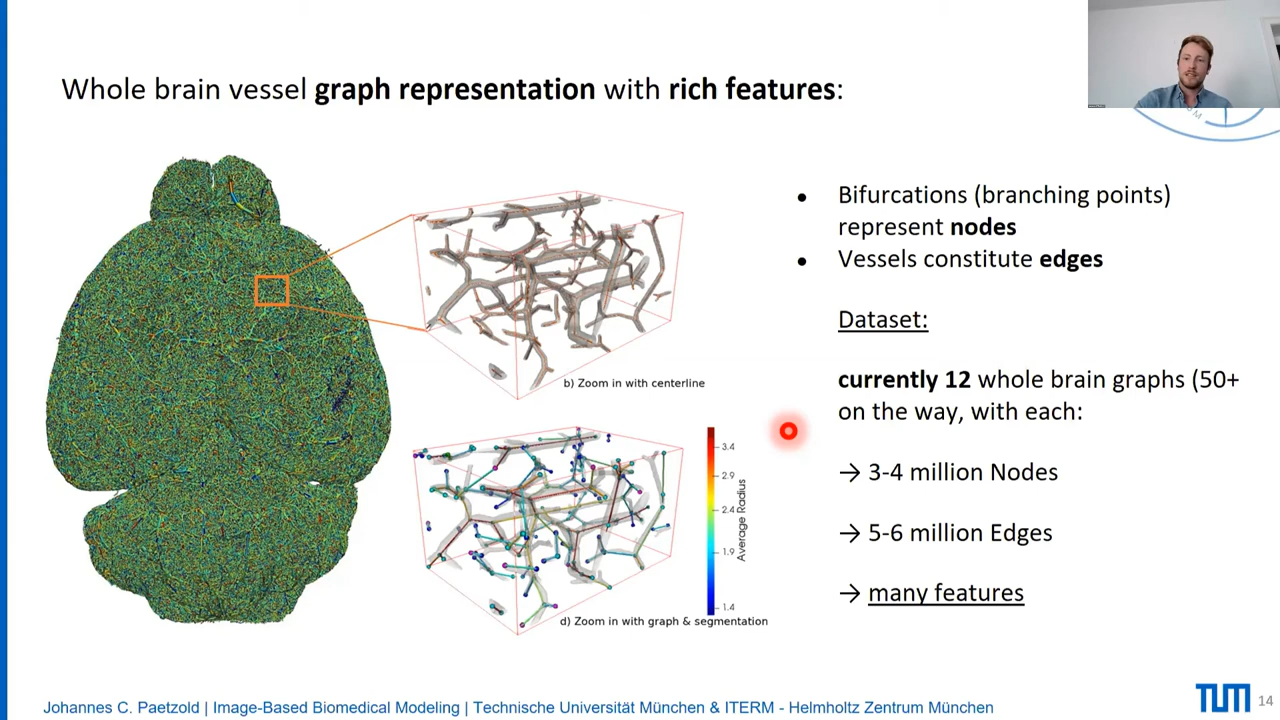 Whole brain vessel graph representation with rich features:
• Bifurcations (branching points)
represent nodes
• Vessels constitute edges
Dataset:
currently 12 whole brain graphs (50+
on the way, with each:
→ 3-4 million Nodes
→ 5-6 million Edges
→ many features
b) Zoom in with centerline
3.4
2.9
2.4
1.9
1.4
Average Radius
d) Zoom in with graph & segmentation
Johannes C. Paetzold | Image-Based Biomedical Modeling | Technische Universität München & ITERM - Helmholtz Zentrum München
TUM
14